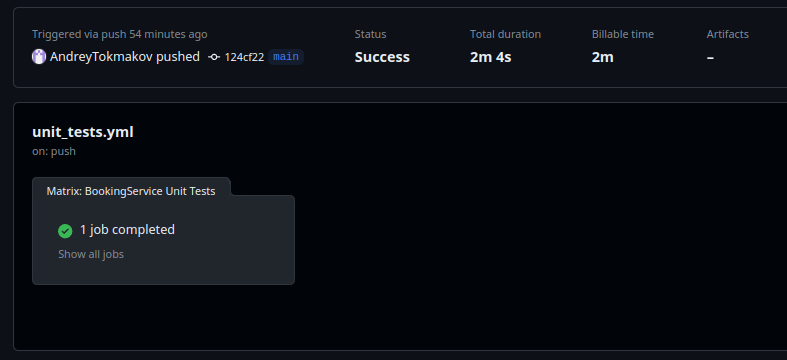 Triggered via push 54 minutes ago
AndreyTokmakov pushed 124cf22 main
Status
Success
Total duration
2m 4s
Billable time
2m
Artifacts
–
unit_tests.yml
on: push
Matrix: BookingService Unit Tests
1 job completed
Show all jobs